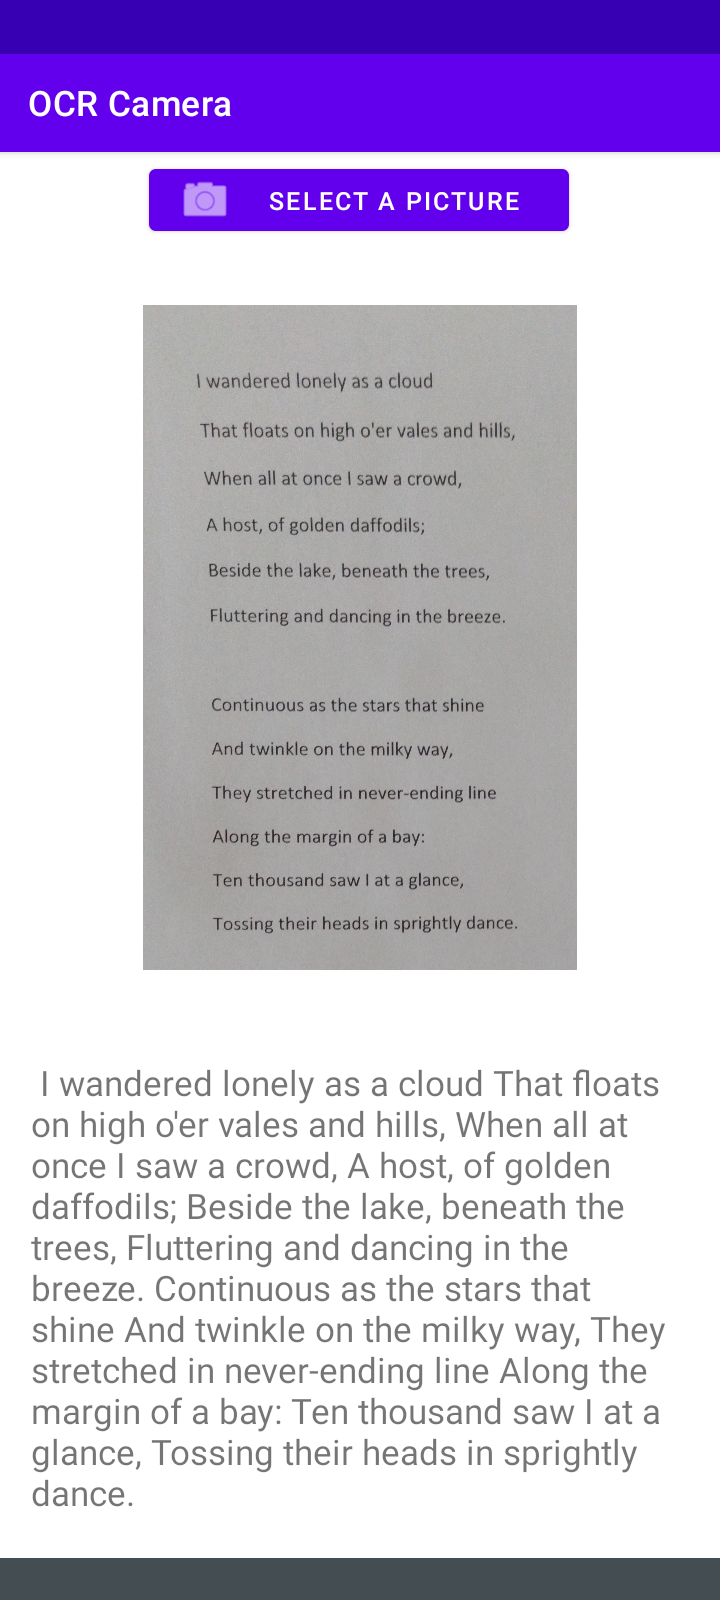 OCR Camera
SELECT A PICTURE
I wandered lonely as a cloud
That floats on high o'er vales and hills,
When all at once I saw a crowd,
A host, of golden daffodils;
Beside the lake, beneath the trees,
Fluttering and dancing in the breeze.
Continuous as the stars that shine
And twinkle on the milky way,
They stretched in never-ending line
Along the margin of a bay:
Ten thousand saw I at a glance,
Tossing their heads in sprightly dance.
I wandered lonely as a cloud That floats
on high o'er vales and hills, When all at
once I saw a crowd, A host, of golden
daffodils; Beside the lake, beneath the
trees, Fluttering and dancing in the
breeze. Continuous as the stars that
shine And twinkle on the milky way, They
stretched in never-ending line Along the
margin of a bay: Ten thousand saw I at a
glance, Tossing their heads in sprightly
dance.